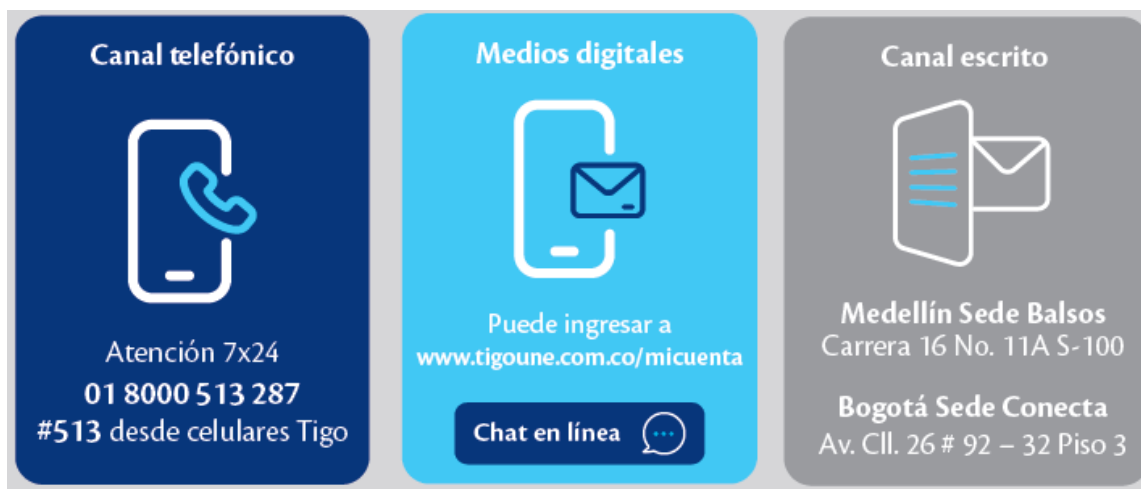 Canal telefónico
Atención 7x24
01 8000 513 287
#513 desde celulares Tigo
Medios digitales
Puede ingresar a
www.tigoune.com.co/micuenta
Chat en línea
Canal escrito
Medellín Sede Balsos
Carrera 16 No. 11A S-100
Bogotá Sede Conecta
Av. Cll. 26 # 92 – 32 Piso 3